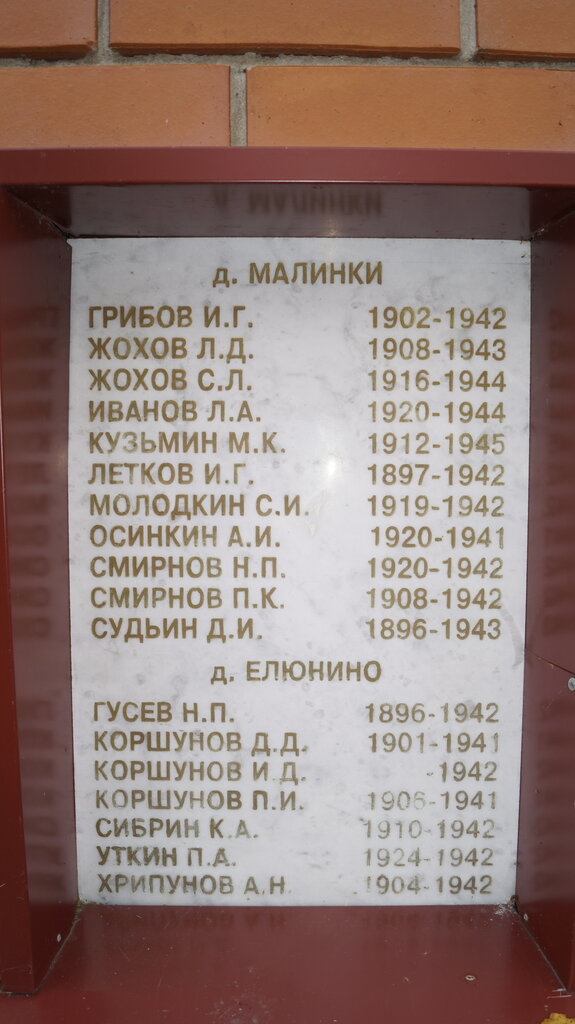 д. МАЛИНКИ
ГРИБОВ И.Г. 1902-1942
ЖОХОВ Л.Д. 1908-1943
ЖОХОВ С.Л. 1916-1944
ИВАНОВ Л.А. 1920-1944
КУЗЬМИН М.К. 1912-1945
ЛЕТКОВ И.Г. 1897-1942
МОЛОДКИН С.И. 1919-1942
ОСИНКИН А.И. 1920-1941
СМИРНОВ Н.П. 1920-1942
СМИРНОВ П.К. 1908-1942
СУДЬИН Д.И. 1896-1943
д. ЕЛЮНИНО
ГУСЕВ Н.П. 1896-1942
КОРШУНОВ Д.Д. 1901-1941
КОРШУНОВ И.Д. -1942
КОРШУНОВ П.И. 1906-1941
СИБРИН К.А. 1910-1942
УТКИН П.А. 1924-1942
ХРИПУНОВ А.Н. 1904-1942